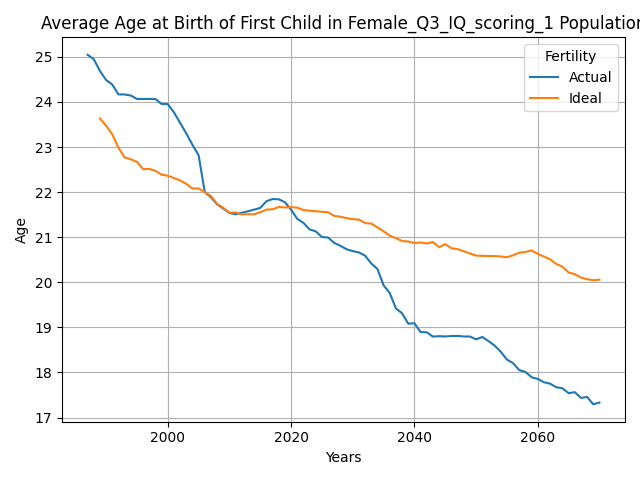 Average Age at Birth of First Child in Female_Q3_IQ_scoring_1 Population
Fertility
Actual
Ideal
Age
25
24
23
22
21
20
19
18
17
2000
2020
2040
2060
Years